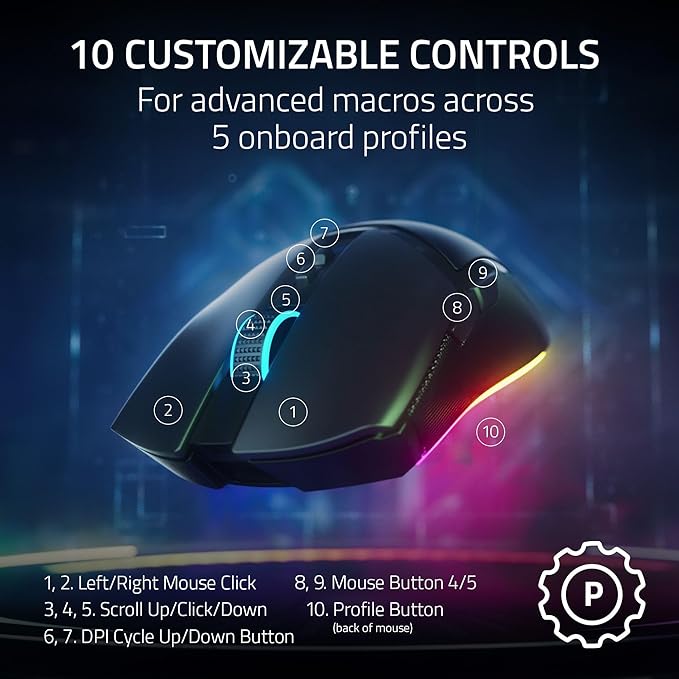 10 CUSTOMIZABLE CONTROLS
For advanced macros across
5 onboard profiles
7
6
9
5
8
4
3
2
1
10
1, 2. Left/Right Mouse Click
3, 4, 5. Scroll Up/Click/Down
6, 7. DPI Cycle Up/Down Button
8, 9. Mouse Button 4/5
10. Profile Button
(back of mouse)
P